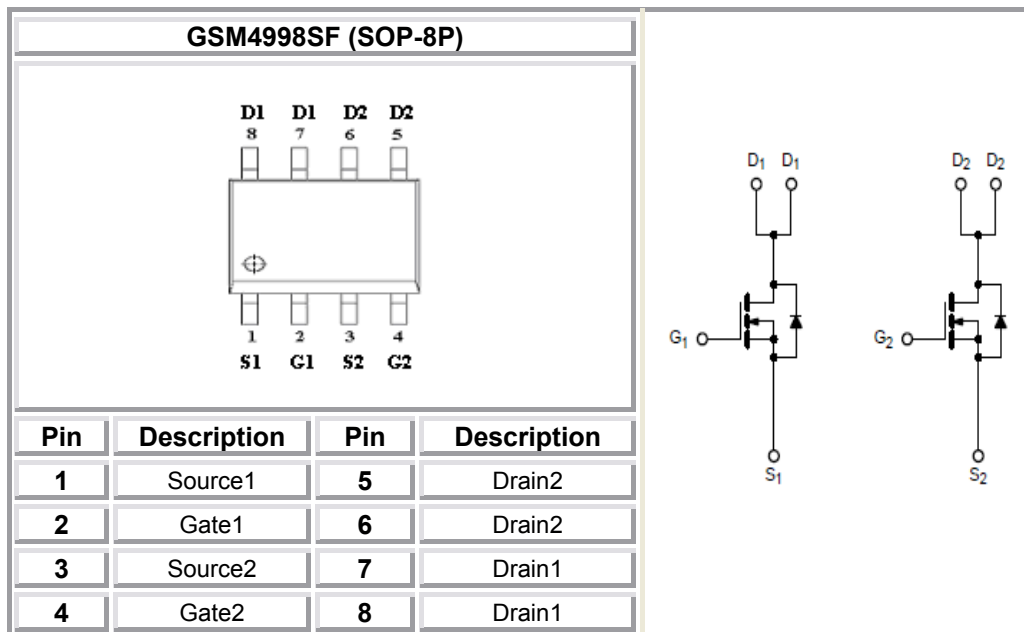 GSM4998SF (SOP-8P)
D1 D1 D2 D2
8 7 6 5
1 2 3 4
S1 G1 S2 G2
Pin Description Pin Description
1 Source1 5 Drain2
2 Gate1 6 Drain2
3 Source2 7 Drain1
4 Gate2 8 Drain1
D1 D1
G1
S1
D2 D2
G2
S2